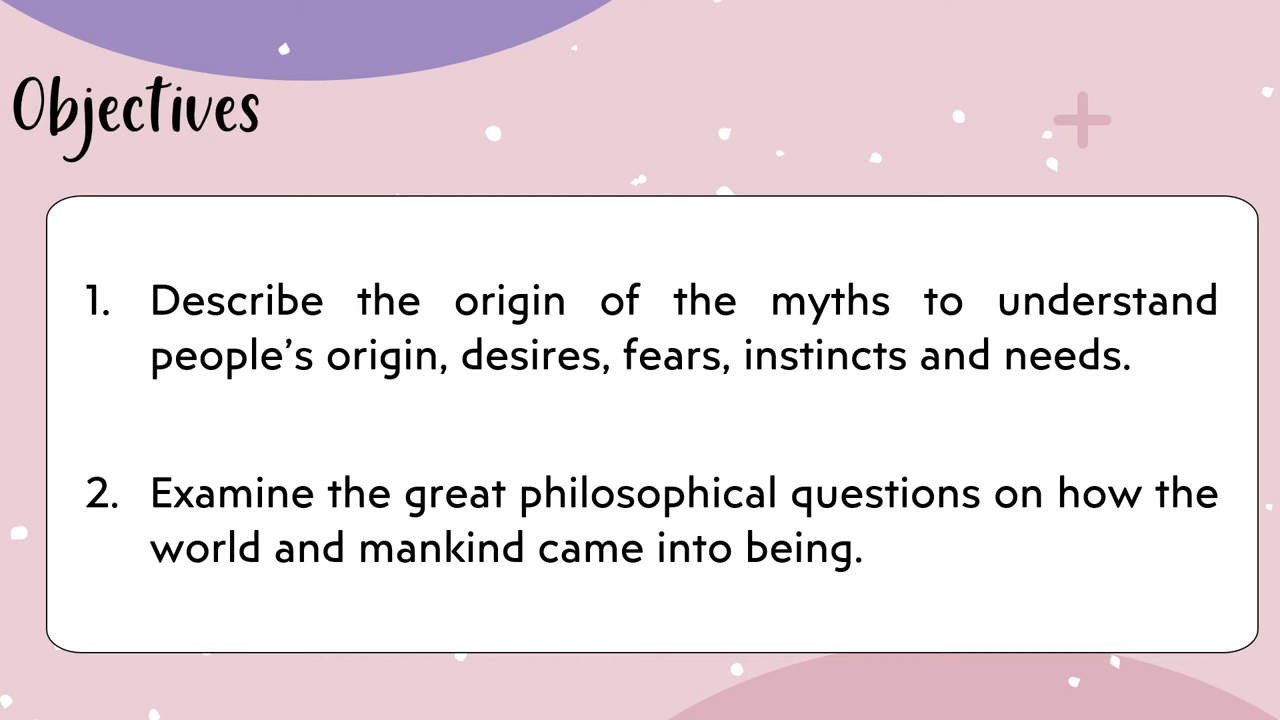 Objectives
1. Describe the origin of the myths to understand
people’s origin, desires, fears, instincts and needs.
2. Examine the great philosophical questions on how the
world and mankind came into being.